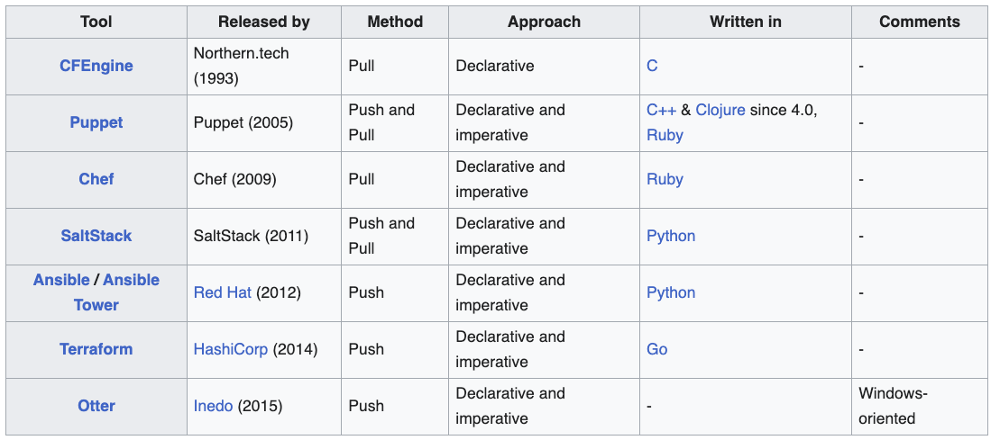 Tool Released by Method Approach Written in Comments
CFEngine Northern.tech (1993) Pull Declarative C -
Puppet Puppet (2005) Push and Pull Declarative and imperative C++ & Clojure since 4.0, Ruby -
Chef Chef (2009) Pull Declarative and imperative Ruby -
SaltStack SaltStack (2011) Push and Pull Declarative and imperative Python -
Ansible / Ansible Tower Red Hat (2012) Push Declarative and imperative Python -
Terraform HashiCorp (2014) Push Declarative and imperative Go -
Otter Inedo (2015) Push Declarative and imperative - Windows-oriented